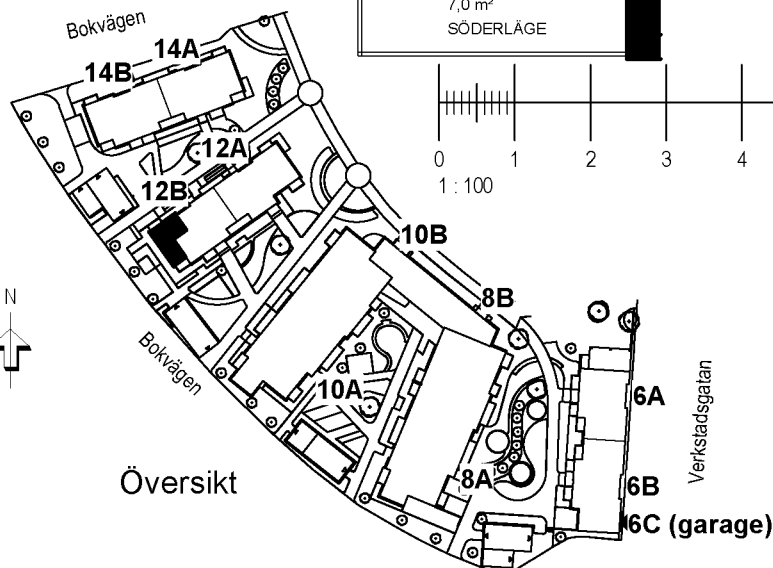 7,0 m²
SÖDERLÄGE
Bokvägen
14A
14B
12A
12B
0 1 2 3 4
1 : 100
10B
8B
N
Bokvägen
10A
6A
Verkstadsgatan
Översikt
8A
6B
6C (garage)